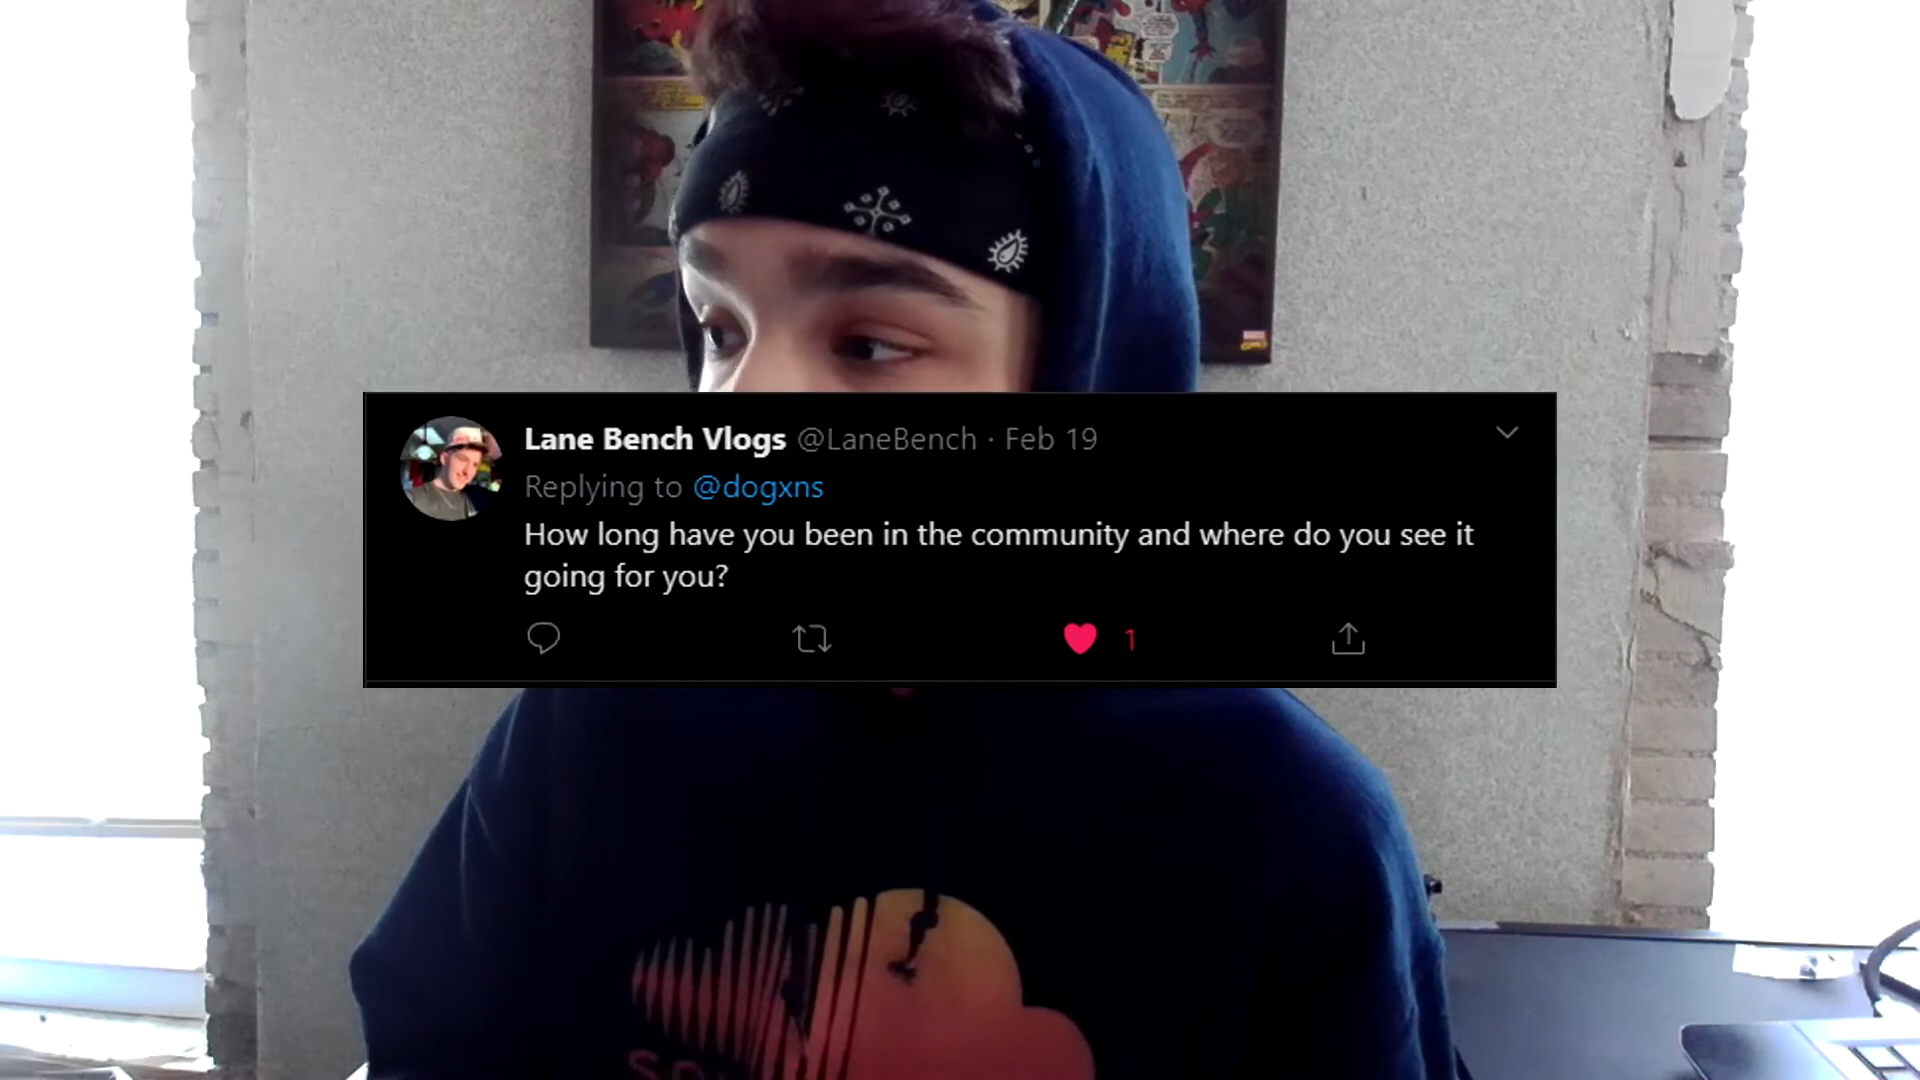 Lane Bench Vlogs @LaneBench · Feb 19
Replying to @dogxns
How long have you been in the community and where do you see it
going for you?
1